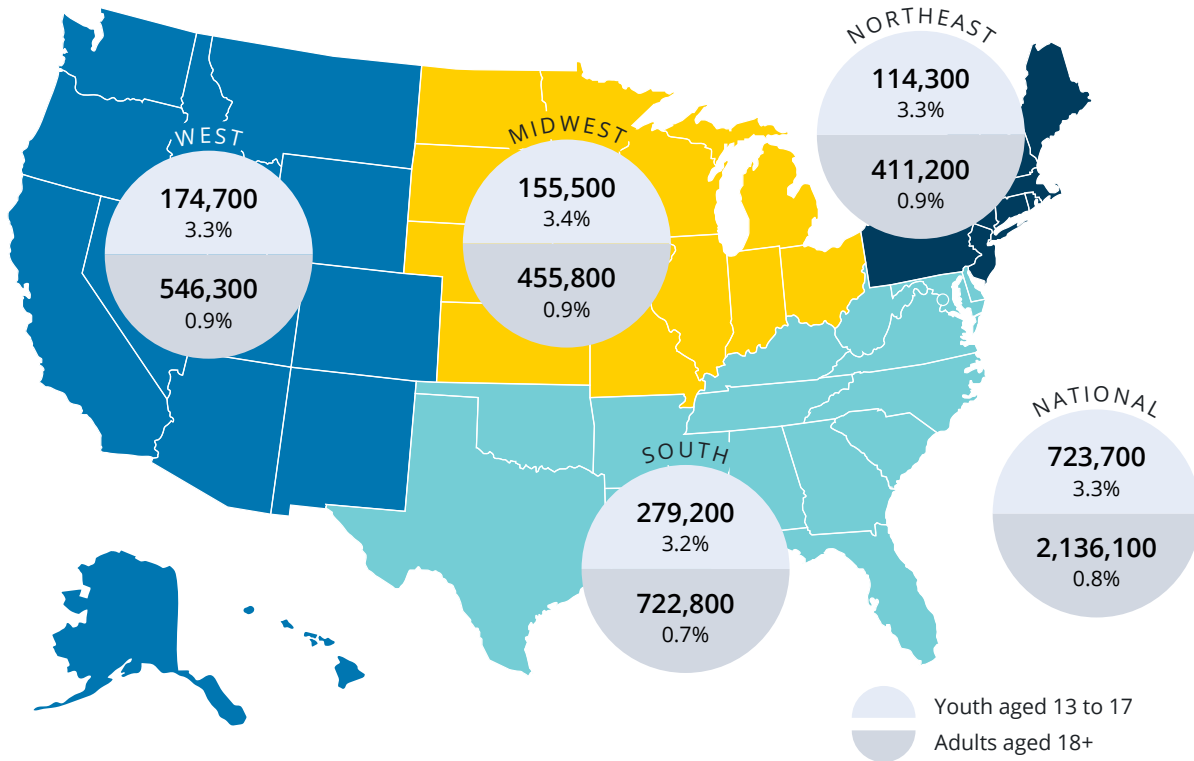 NORTHEAST
114,300
3.3%
411,200
0.9%
WEST
174,700
3.3%
546,300
0.9%
MIDWEST
155,500
3.4%
455,800
0.9%
SOUTH
279,200
3.2%
722,800
0.7%
NATIONAL
723,700
3.3%
2,136,100
0.8%
Youth aged 13 to 17
Adults aged 18+